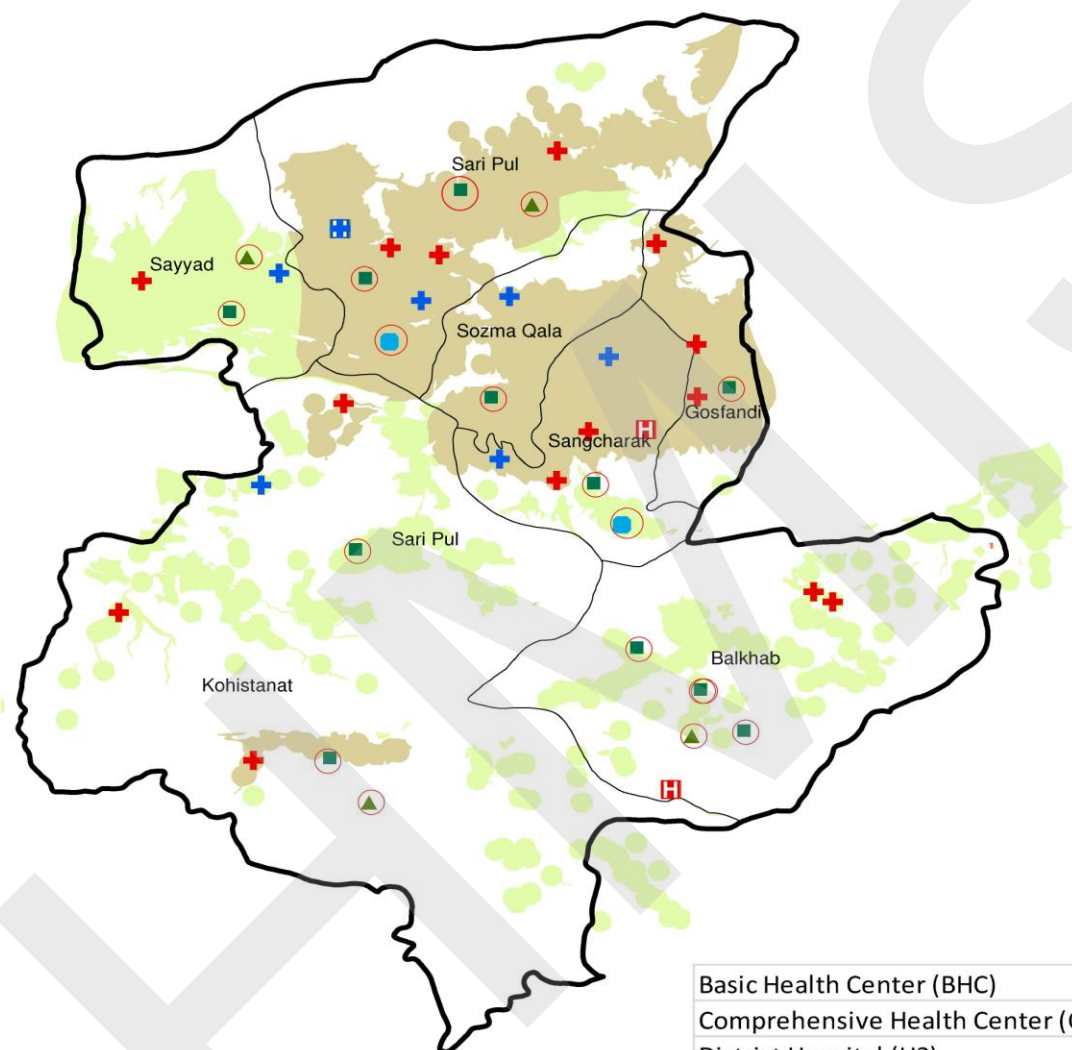 Sari Pul
Sayyad
Sozma Qala
Gosfandi
Sangcharak
H
Sari Pul
Balkhab
Kohistanat
H
Basic Health Center (BHC)
Comprehensive Health Center (